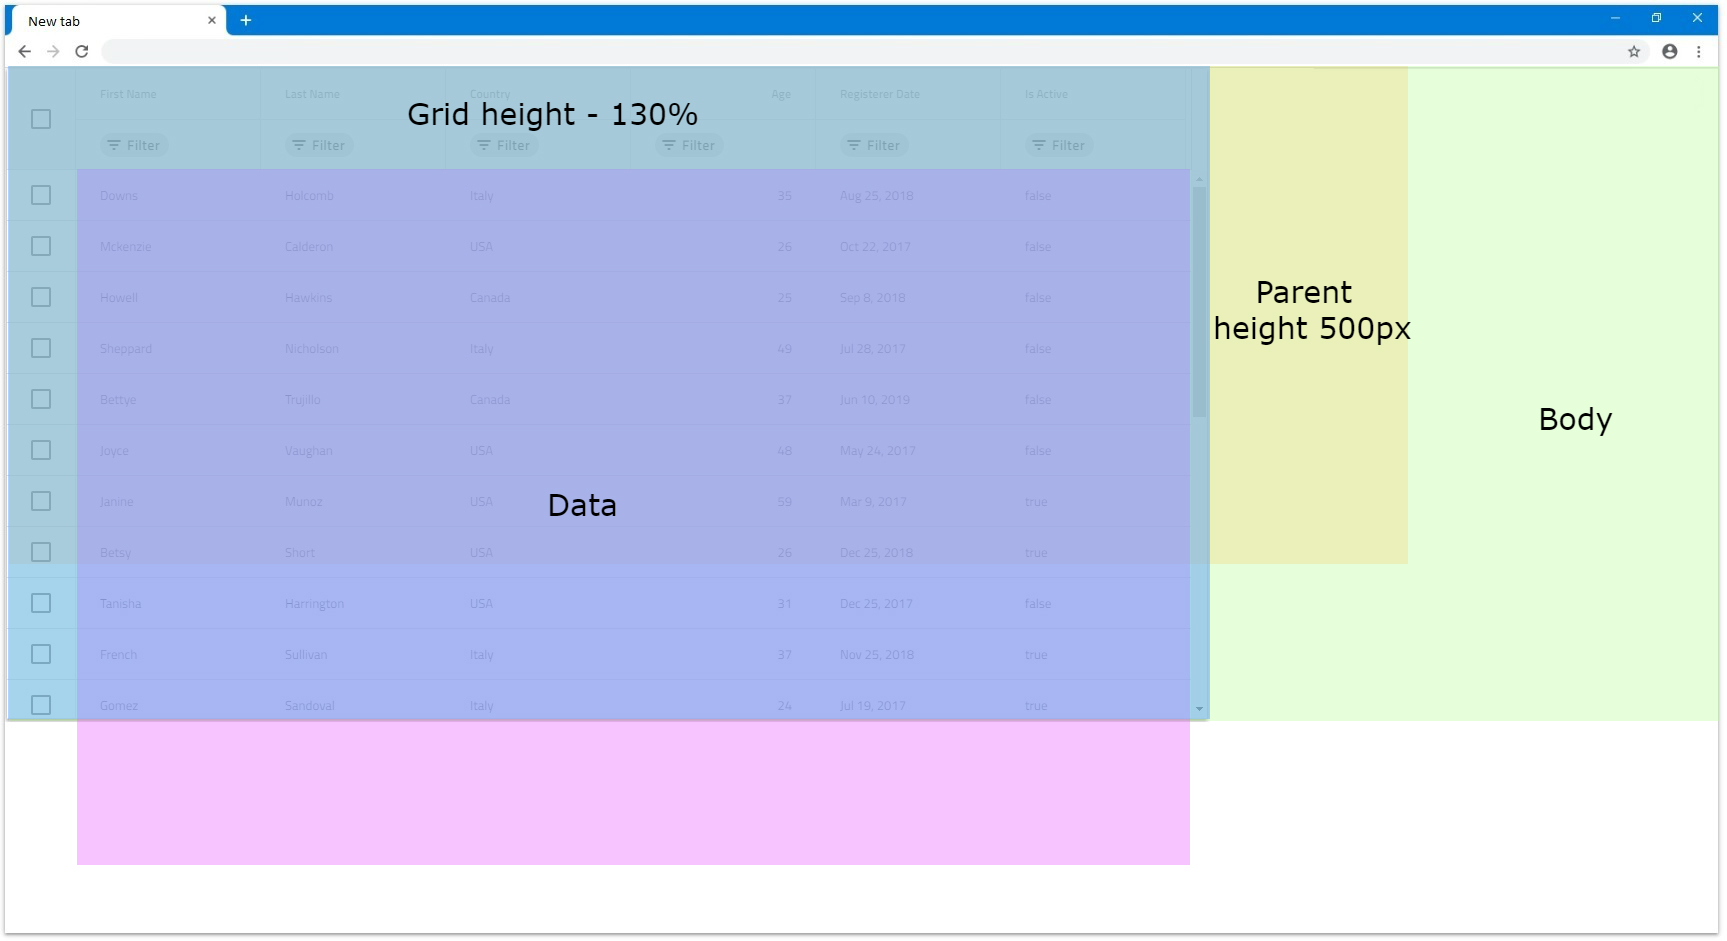 New tab
First Name Last Name Country Age Registerer Date Is Active
Grid height - 130%
Filter Filter Filter Filter Filter Filter
Downs Holcomb Italy 35 Aug 25, 2018 false
Mckenzie Calderon USA 26 Oct 22, 2017 false
Howell Hawkins Canada 25 Sep 8, 2018 false
Parent
height 500px
Sheppard Nicholson Italy 49 Jul 28, 2017 false
Bettye Trujillo Canada 37 Jun 10, 2019 false
Body
Joyce Vaughan USA 48 May 24, 2017 false
Janine Munoz USA 59 Mar 9, 2017 true
Data
Betsy Short USA 26 Dec 25, 2018 true
Tanisha Harrington USA 31 Dec 25, 2017 false
French Sullivan Italy 37 Nov 25, 2018 true
Gomez Sandoval Italy 24 Jul 19, 2017 true